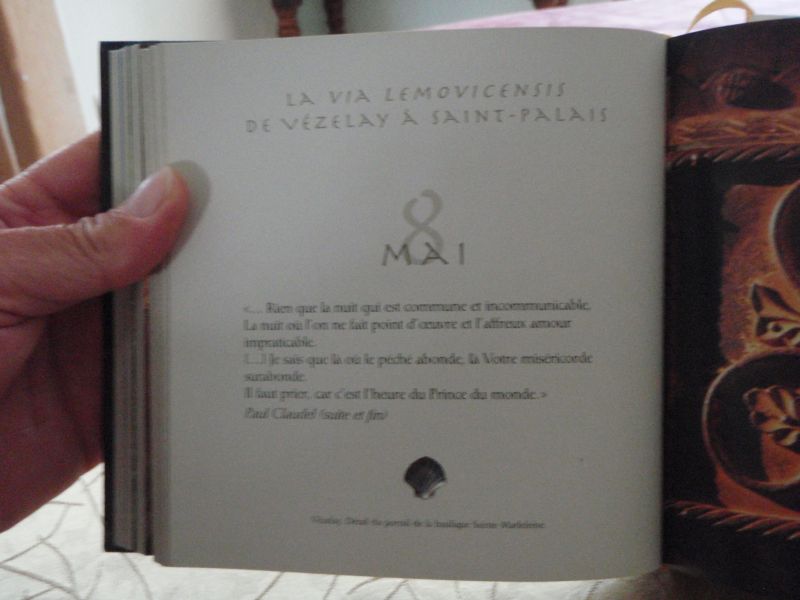 LA VIA LEMOVICENSIS
DE VÉZELAY À SAINT-PALAIS
8
MAI
«... Rien que la nuit qui est commune et incommunicable,
La nuit où l'on ne fait point d'œuvre et l'affreux amour
impraticable.
[...] Je sais que là où le péché abonde, là Votre miséricorde
surabonde.
Il faut prier, car c'est l'heure du Prince du monde.»
Paul Claudel (suite et fin)
Vézelay. Détail du portail de la basilique Sainte-Madeleine